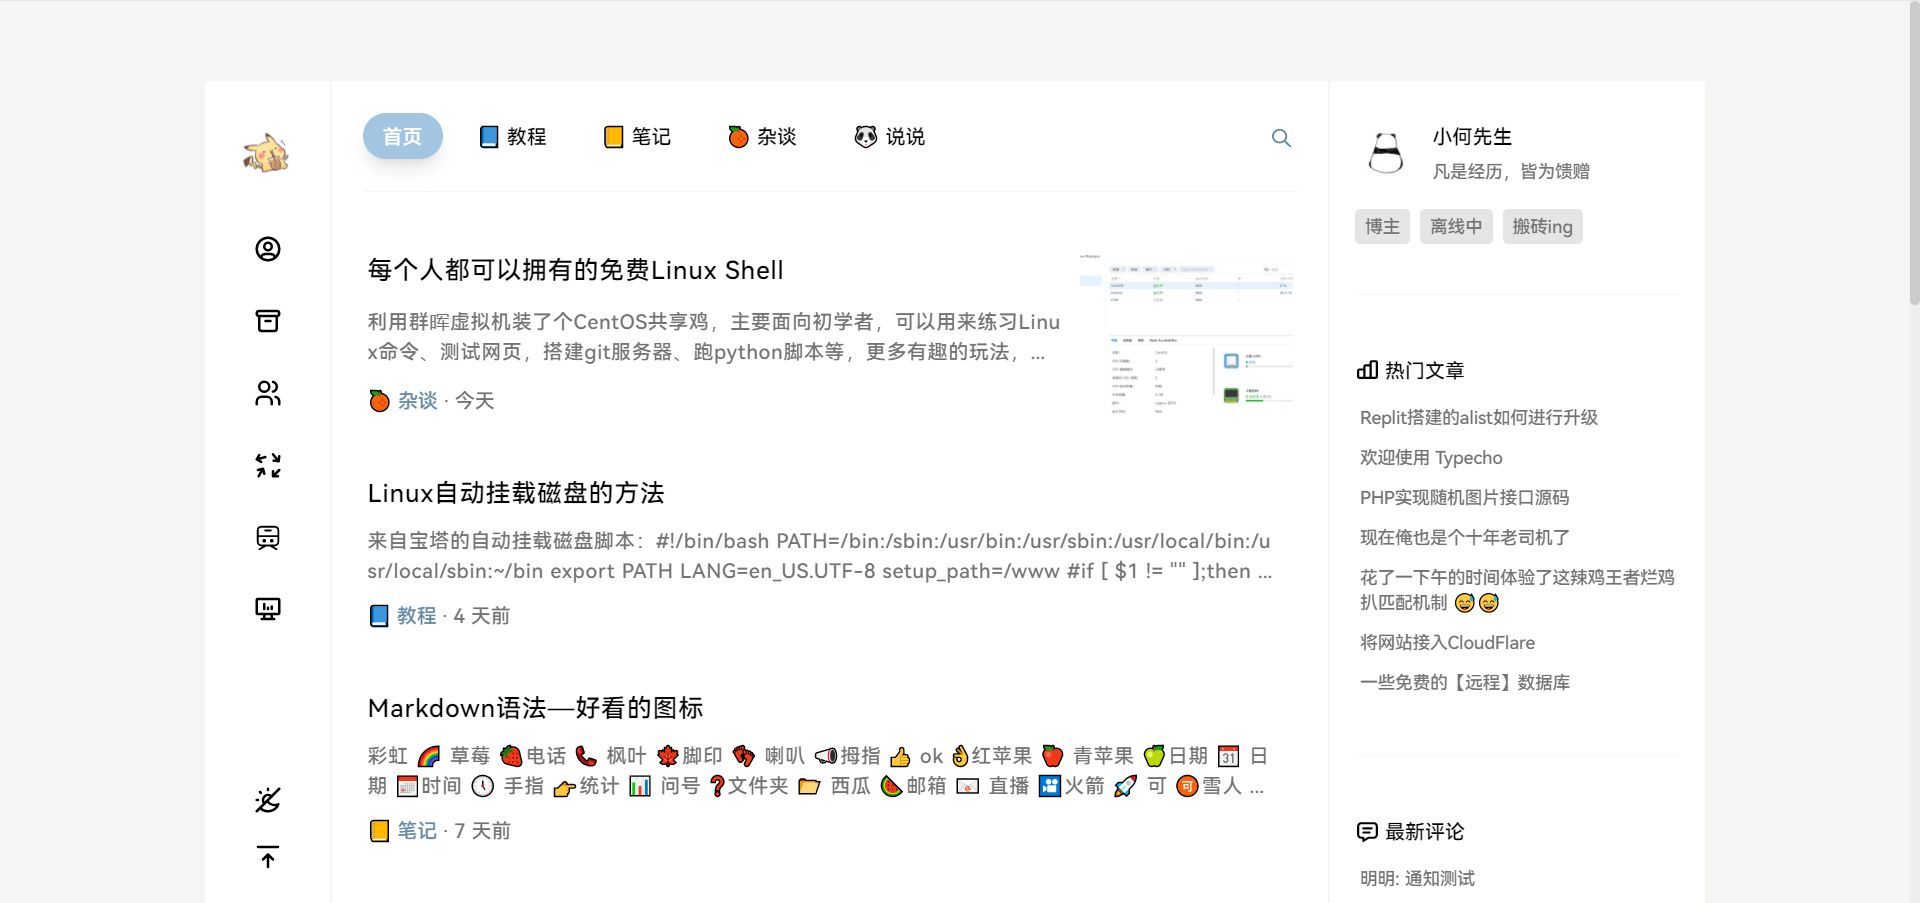 首页
📘 教程
📒 笔记
🍊 杂谈
🐼 说说
小何先生
凡是经历，皆为馈赠
博主
离线中
搬砖ing
每个人都可以拥有的免费Linux Shell
利用群晖虚拟机装了个CentOS共享鸡，主要面向初学者，可以用来练习Linu
x命令、测试网页，搭建git服务器、跑python脚本等，更多有趣的玩法，...
🍊 杂谈 · 今天
Linux自动挂载磁盘的方法
来自宝塔的自动挂载磁盘脚本：#!/bin/bash PATH=/bin:/sbin:/usr/bin:/usr/sbin:/usr/local/bin:/u
sr/local/sbin:~/bin export PATH LANG=en_US.UTF-8 setup_path=/www #if [ $1 != "" ];then ...
📘 教程 · 4 天前
Markdown语法—好看的图标
彩虹 🌈 草莓 🍓电话 📞 枫叶 🍁脚印 👣 喇叭 📢拇指 👍 ok 👌红苹果 🍎 青苹果 🍏日期 📅 日
期 📆时间 🕔 手指 👉统计 📊 问号 ❓文件夹 📂 西瓜 🍉邮箱 📧 直播 🎦火箭 🚀 可 🉑雪人 ...
📒 笔记 · 7 天前
热门文章
Replit搭建的alist如何进行升级
欢迎使用 Typecho
PHP实现随机图片接口源码
现在俺也是个十年老司机了
花了一下午的时间体验了这辣鸡王者烂鸡
扒匹配机制 😅😅
将网站接入CloudFlare
一些免费的【远程】数据库
最新评论
明明: 通知测试